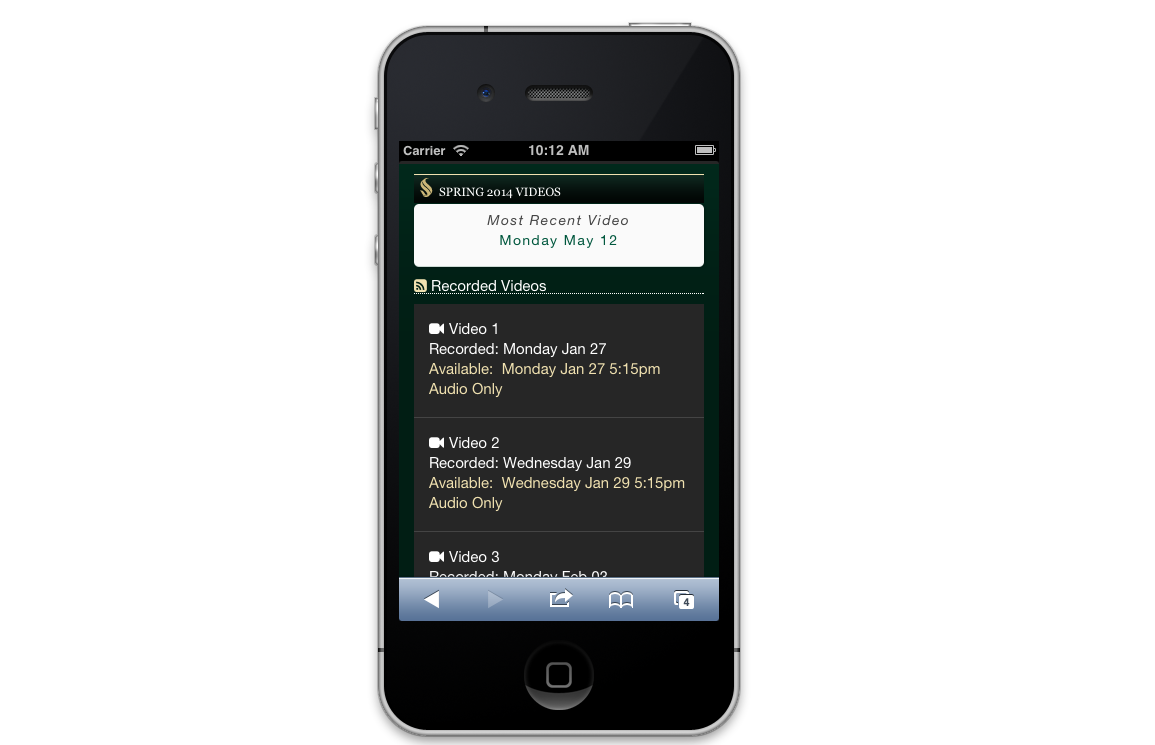 Carrier 10:12 AM
SPRING 2014 VIDEOS
Most Recent Video
Monday May 12
Recorded Videos
Video 1
Recorded: Monday Jan 27
Available: Monday Jan 27 5:15pm
Audio Only
Video 2
Recorded: Wednesday Jan 29
Available: Wednesday Jan 29 5:15pm
Audio Only
Video 3
Recorded: Monday Feb 03
4